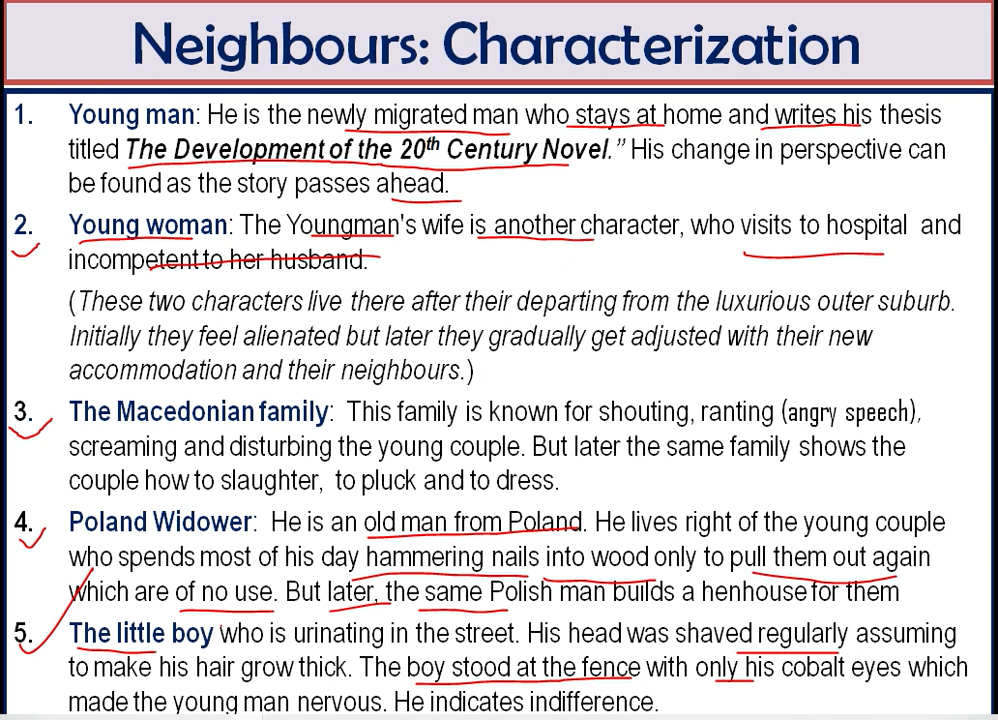 Neighbours: Characterization
1. Young man: He is the newly migrated man who stays at home and writes his thesis
titled The Development of the 20th Century Novel.” His change in perspective can
be found as the story passes ahead.
2. Young woman: The Youngman's wife is another character, who visits to hospital and
incompetent to her husband.
(These two characters live there after their departing from the luxurious outer suburb.
Initially they feel alienated but later they gradually get adjusted with their new
accommodation and their neighbours.)
3. The Macedonian family: This family is known for shouting, ranting (angry speech),
screaming and disturbing the young couple. But later the same family shows the
couple how to slaughter, to pluck and to dress.
4. Poland Widower: He is an old man from Poland. He lives right of the young couple
who spends most of his day hammering nails into wood only to pull them out again
which are of no use. But later, the same Polish man builds a henhouse for them
5. The little boy who is urinating in the street. His head was shaved regularly assuming
to make his hair grow thick. The boy stood at the fence with only his cobalt eyes which
made the young man nervous. He indicates indifference.